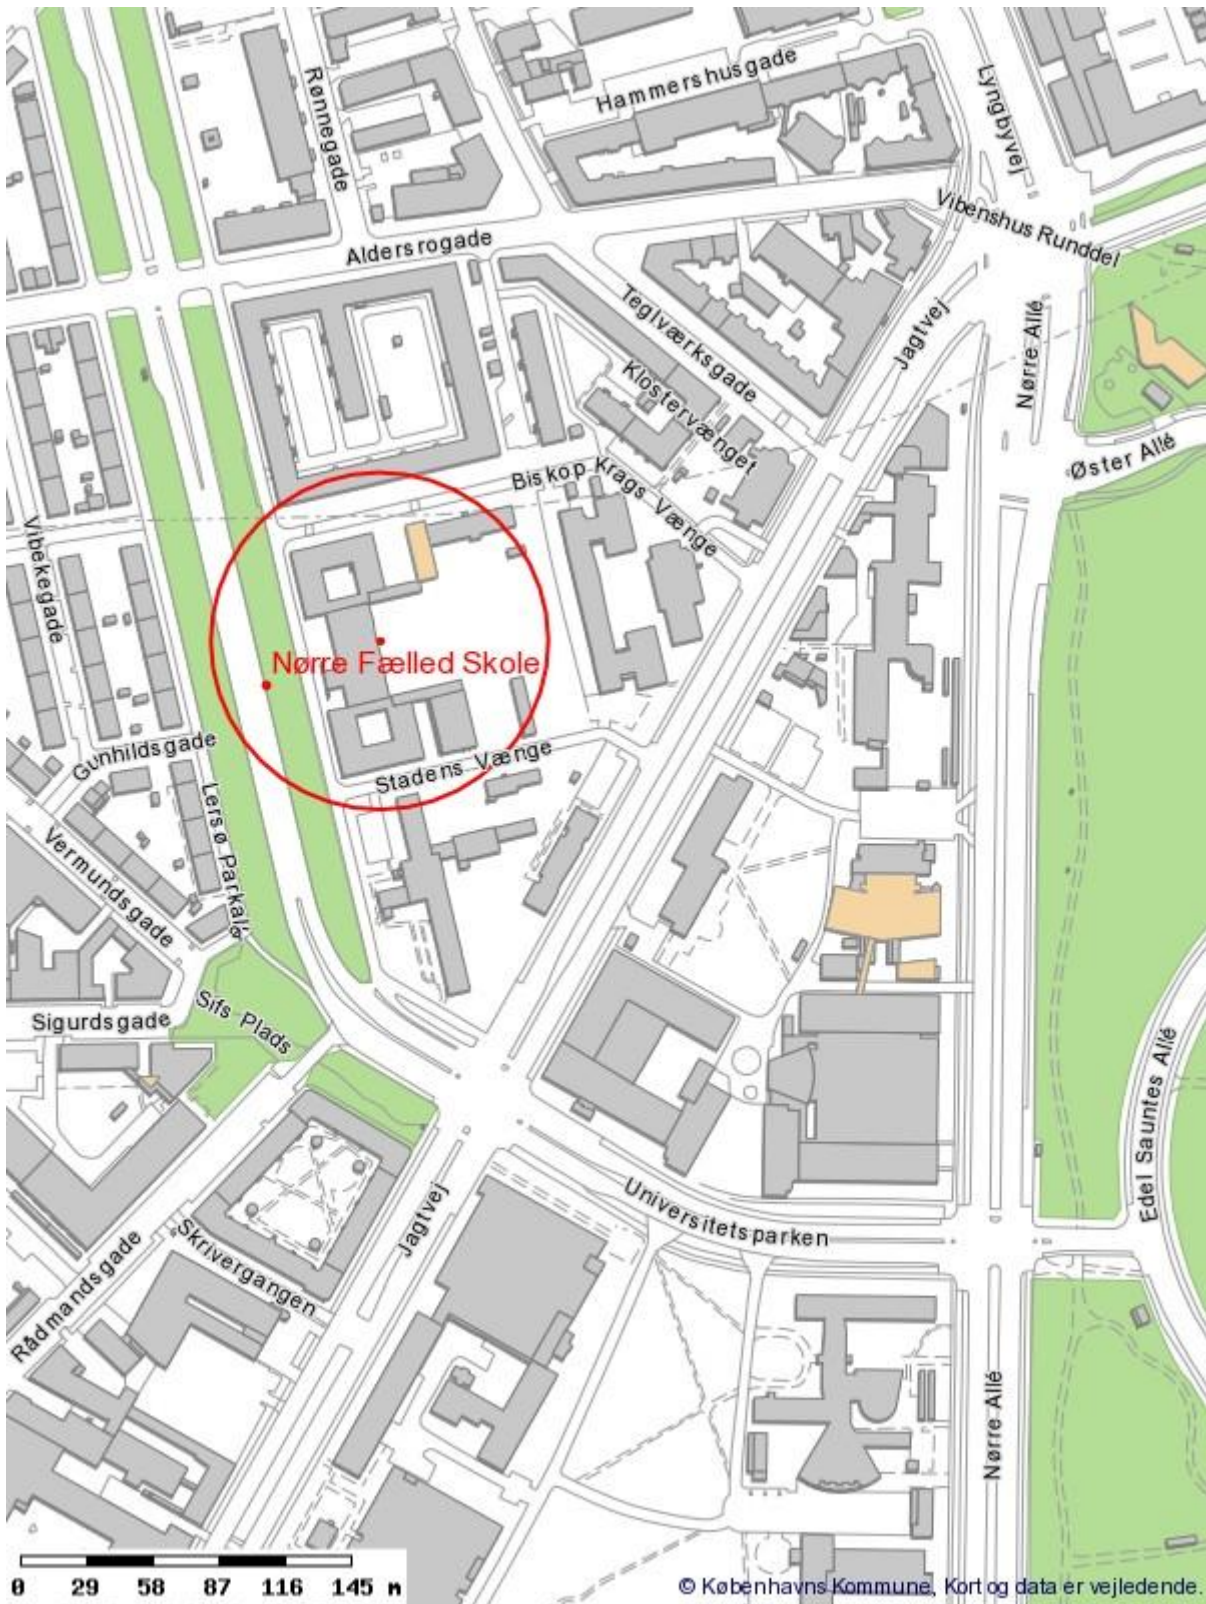 Hammershusgade
Lyngbyvej
Rønnegade
Vibenshus Runddel
Aldersrogade
Teglværksgade
Jagtvej
Nørre Allé
Klostervænget
Øster Allé
Biskop Krags Vænge
Vibekegade
Nørre Fælled Skole
Gunhildsgade
Stadens Vænge
Lersø Parkallé
Vermundsgade
Sifs Plads
Sigurdsgade
Edel Sauntes Allé
Universitetsparken
Jagtvej
Skrivergangen
Rådmandsgade
Nørre Allé
0 29 58 87 116 145 m
© Københavns Kommune, Kort og data er vejledende.